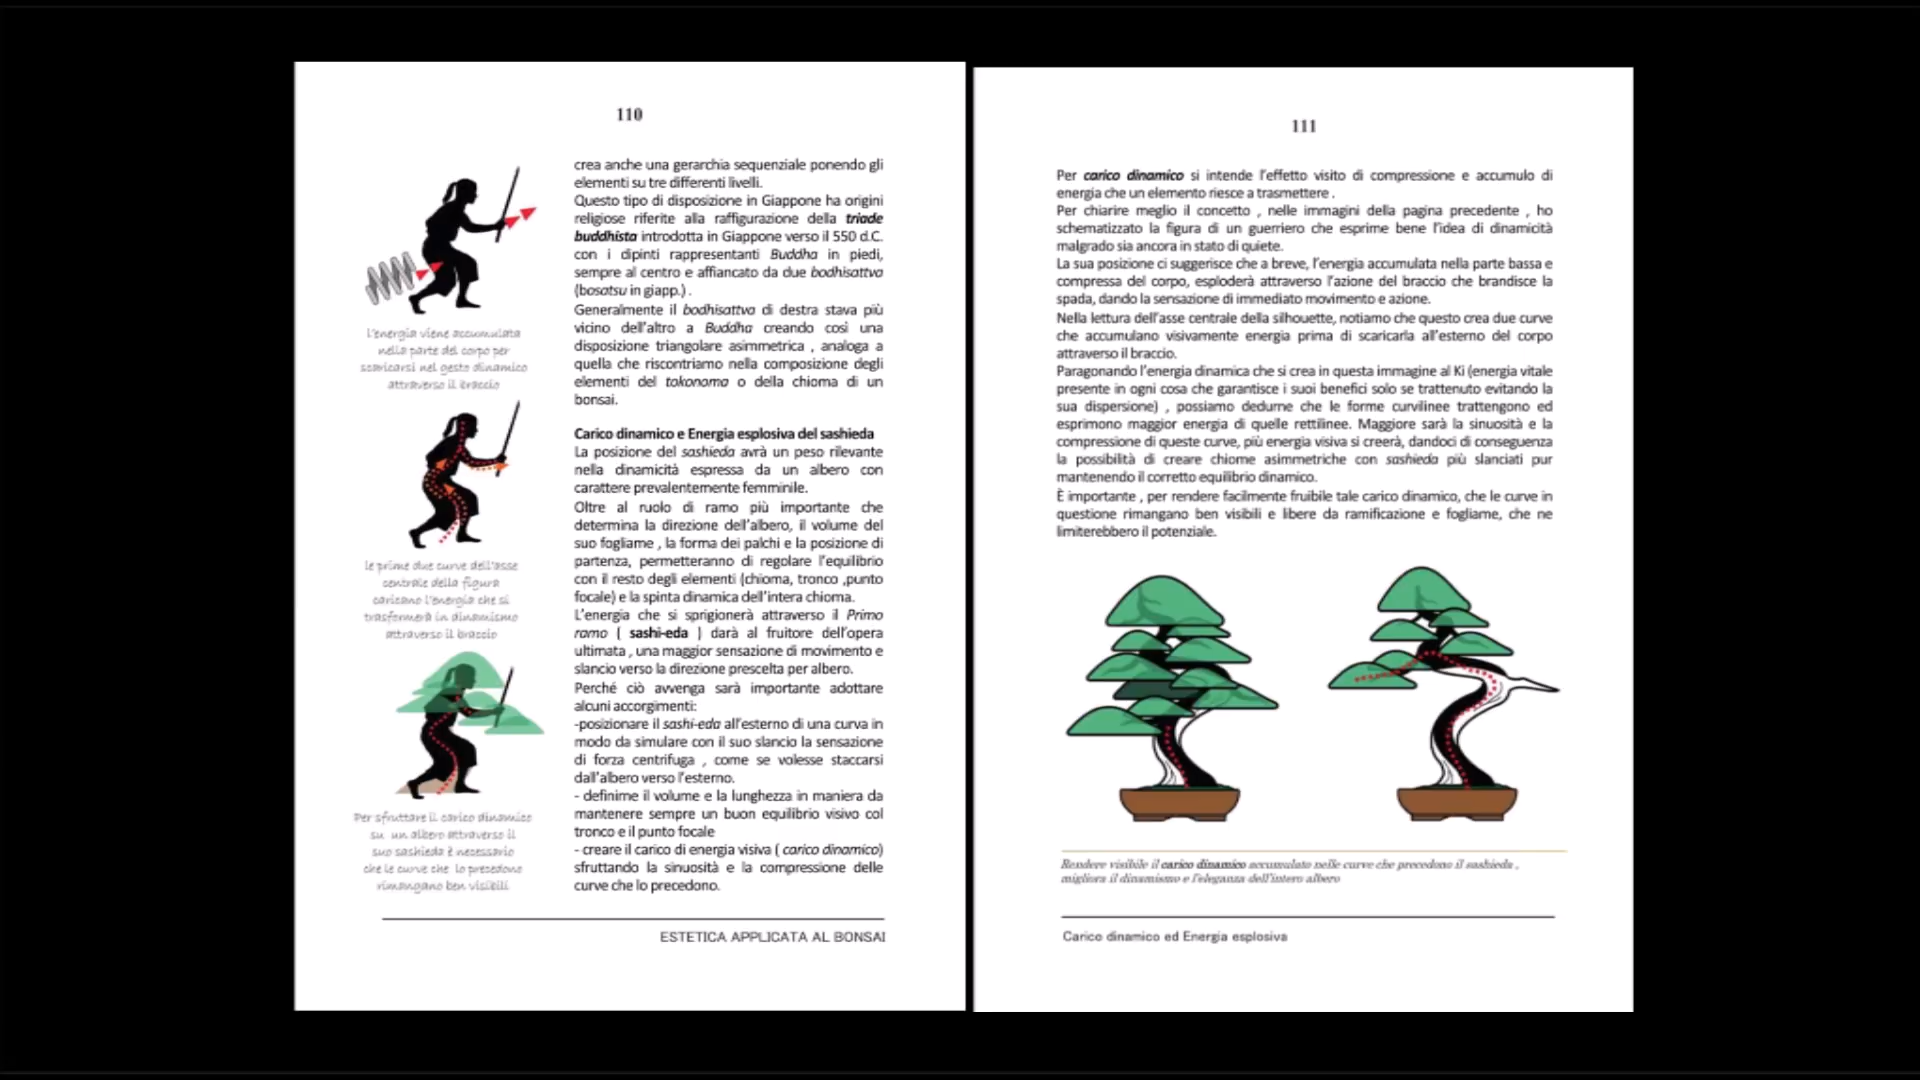 110
l'energia viene accumulata
nella parte del corpo per
scaricarsi nel gesto dinamico
attraverso il braccio
le prime due curve dell'asse
centrale della figura
caricano l'energia che si
trasformerà in dinamismo
attraverso il braccio
Per sfruttare il carico dinamico
su un albero attraverso il
suo sashieda è necessario
che le curve che lo precedono
rimangano ben visibili
crea anche una gerarchia sequenziale ponendo gli
elementi su tre differenti livelli.
Questo tipo di disposizione in Giappone ha origini
religiose riferite alla raffigurazione della triade
buddhista introdotta in Giappone verso il 550 d.C.
con i dipinti rappresentanti Buddha in piedi,
sempre al centro e affiancato da due bodhisattva
(bosatsu in giapp.) .
Generalmente il bodhisattva di destra stava più
vicino dell'altro a Buddha creando così una
disposizione triangolare asimmetrica , analoga a
quella che riscontriamo nella composizione degli
elementi del tokonoma o della chioma di un
bonsai.
Carico dinamico e Energia esplosiva del sashieda
La posizione del sashieda avrà un peso rilevante
nella dinamicità espressa da un albero con
carattere prevalentemente femminile.
Oltre al ruolo di ramo più importante che
determina la direzione dell'albero, il volume del
suo fogliame , la forma dei palchi e la posizione di
partenza, permetteranno di regolare l'equilibrio
con il resto degli elementi (chioma, tronco ,punto
focale) e la spinta dinamica dell'intera chioma.
L'energia che si sprigionerà attraverso il Primo
ramo ( sashi-eda ) darà al fruitore dell'opera
ultimata , una maggior sensazione di movimento e
slancio verso la direzione prescelta per albero.
Perché ciò avvenga sarà importante adottare
alcuni accorgimenti:
-posizionare il sashi-eda all'esterno di una curva in
modo da simulare con il suo slancio la sensazione
di forza centrifuga , come se volesse staccarsi
dall'albero verso l'esterno.
- definirne il volume e la lunghezza in maniera da
mantenere sempre un buon equilibrio visivo col
tronco e il punto focale
- creare il carico di energia visiva ( carico dinamico)
sfruttando la sinuosità e la compressione delle
curve che lo precedono.
ESTETICA APPLICATA AL BONSAI
111
Per carico dinamico si intende l'effetto visito di compressione e accumulo di
energia che un elemento riesce a trasmettere .
Per chiarire meglio il concetto , nelle immagini della pagina precedente , ho
schematizzato la figura di un guerriero che esprime bene l'idea di dinamicità
malgrado sia ancora in stato di quiete.
La sua posizione ci suggerisce che a breve, l'energia accumulata nella parte bassa e
compressa del corpo, esploderà attraverso l'azione del braccio che brandisce la
spada, dando la sensazione di immediato movimento e azione.
Nella lettura dell'asse centrale della silhouette, notiamo che questo crea due curve
che accumulano visivamente energia prima di scaricarla all'esterno del corpo
attraverso il braccio.
Paragonando l'energia dinamica che si crea in questa immagine al Ki (energia vitale
presente in ogni cosa che garantisce i suoi benefici solo se trattenuto evitando la
sua dispersione) , possiamo dedurne che le forme curvilinee trattengono ed
esprimono maggior energia di quelle rettilinee. Maggiore sarà la sinuosità e la
compressione di queste curve, più energia visiva si creerà, dandoci di conseguenza
la possibilità di creare chiome asimmetriche con sashieda più slanciati pur
mantenendo il corretto equilibrio dinamico.
È importante , per rendere facilmente fruibile tale carico dinamico, che le curve in
questione rimangano ben visibili e libere da ramificazione e fogliame, che ne
limiterebbero il potenziale.
Rendere visibile il carico dinamico accumulato nelle curve che precedono il sashieda ,
migliora il dinamismo e l'eleganza dell'intero albero
Carico dinamico ed Energia esplosiva